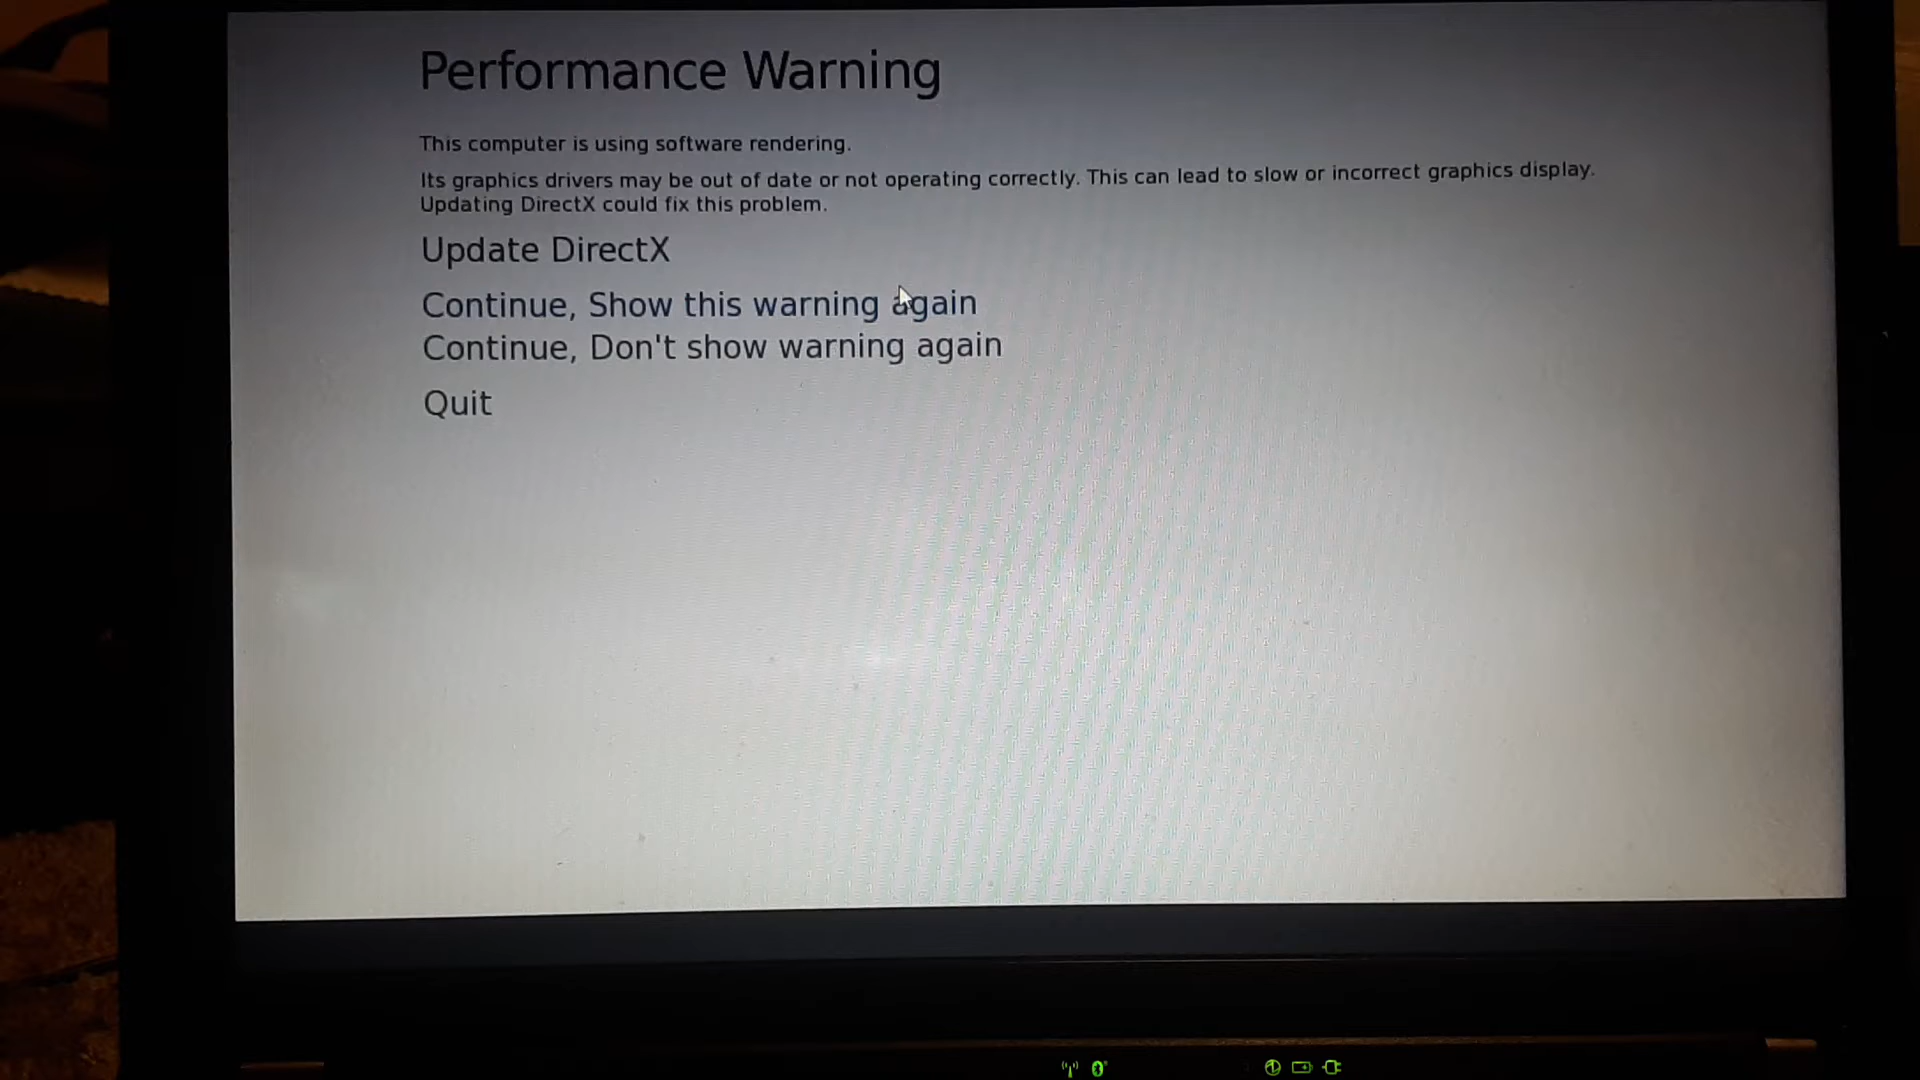 Performance Warning
This computer is using software rendering.
Its graphics drivers may be out of date or not operating correctly. This can lead to slow or incorrect graphics display.
Updating DirectX could fix this problem.
Update DirectX
Continue, Show this warning again
Continue, Don't show warning again
Quit